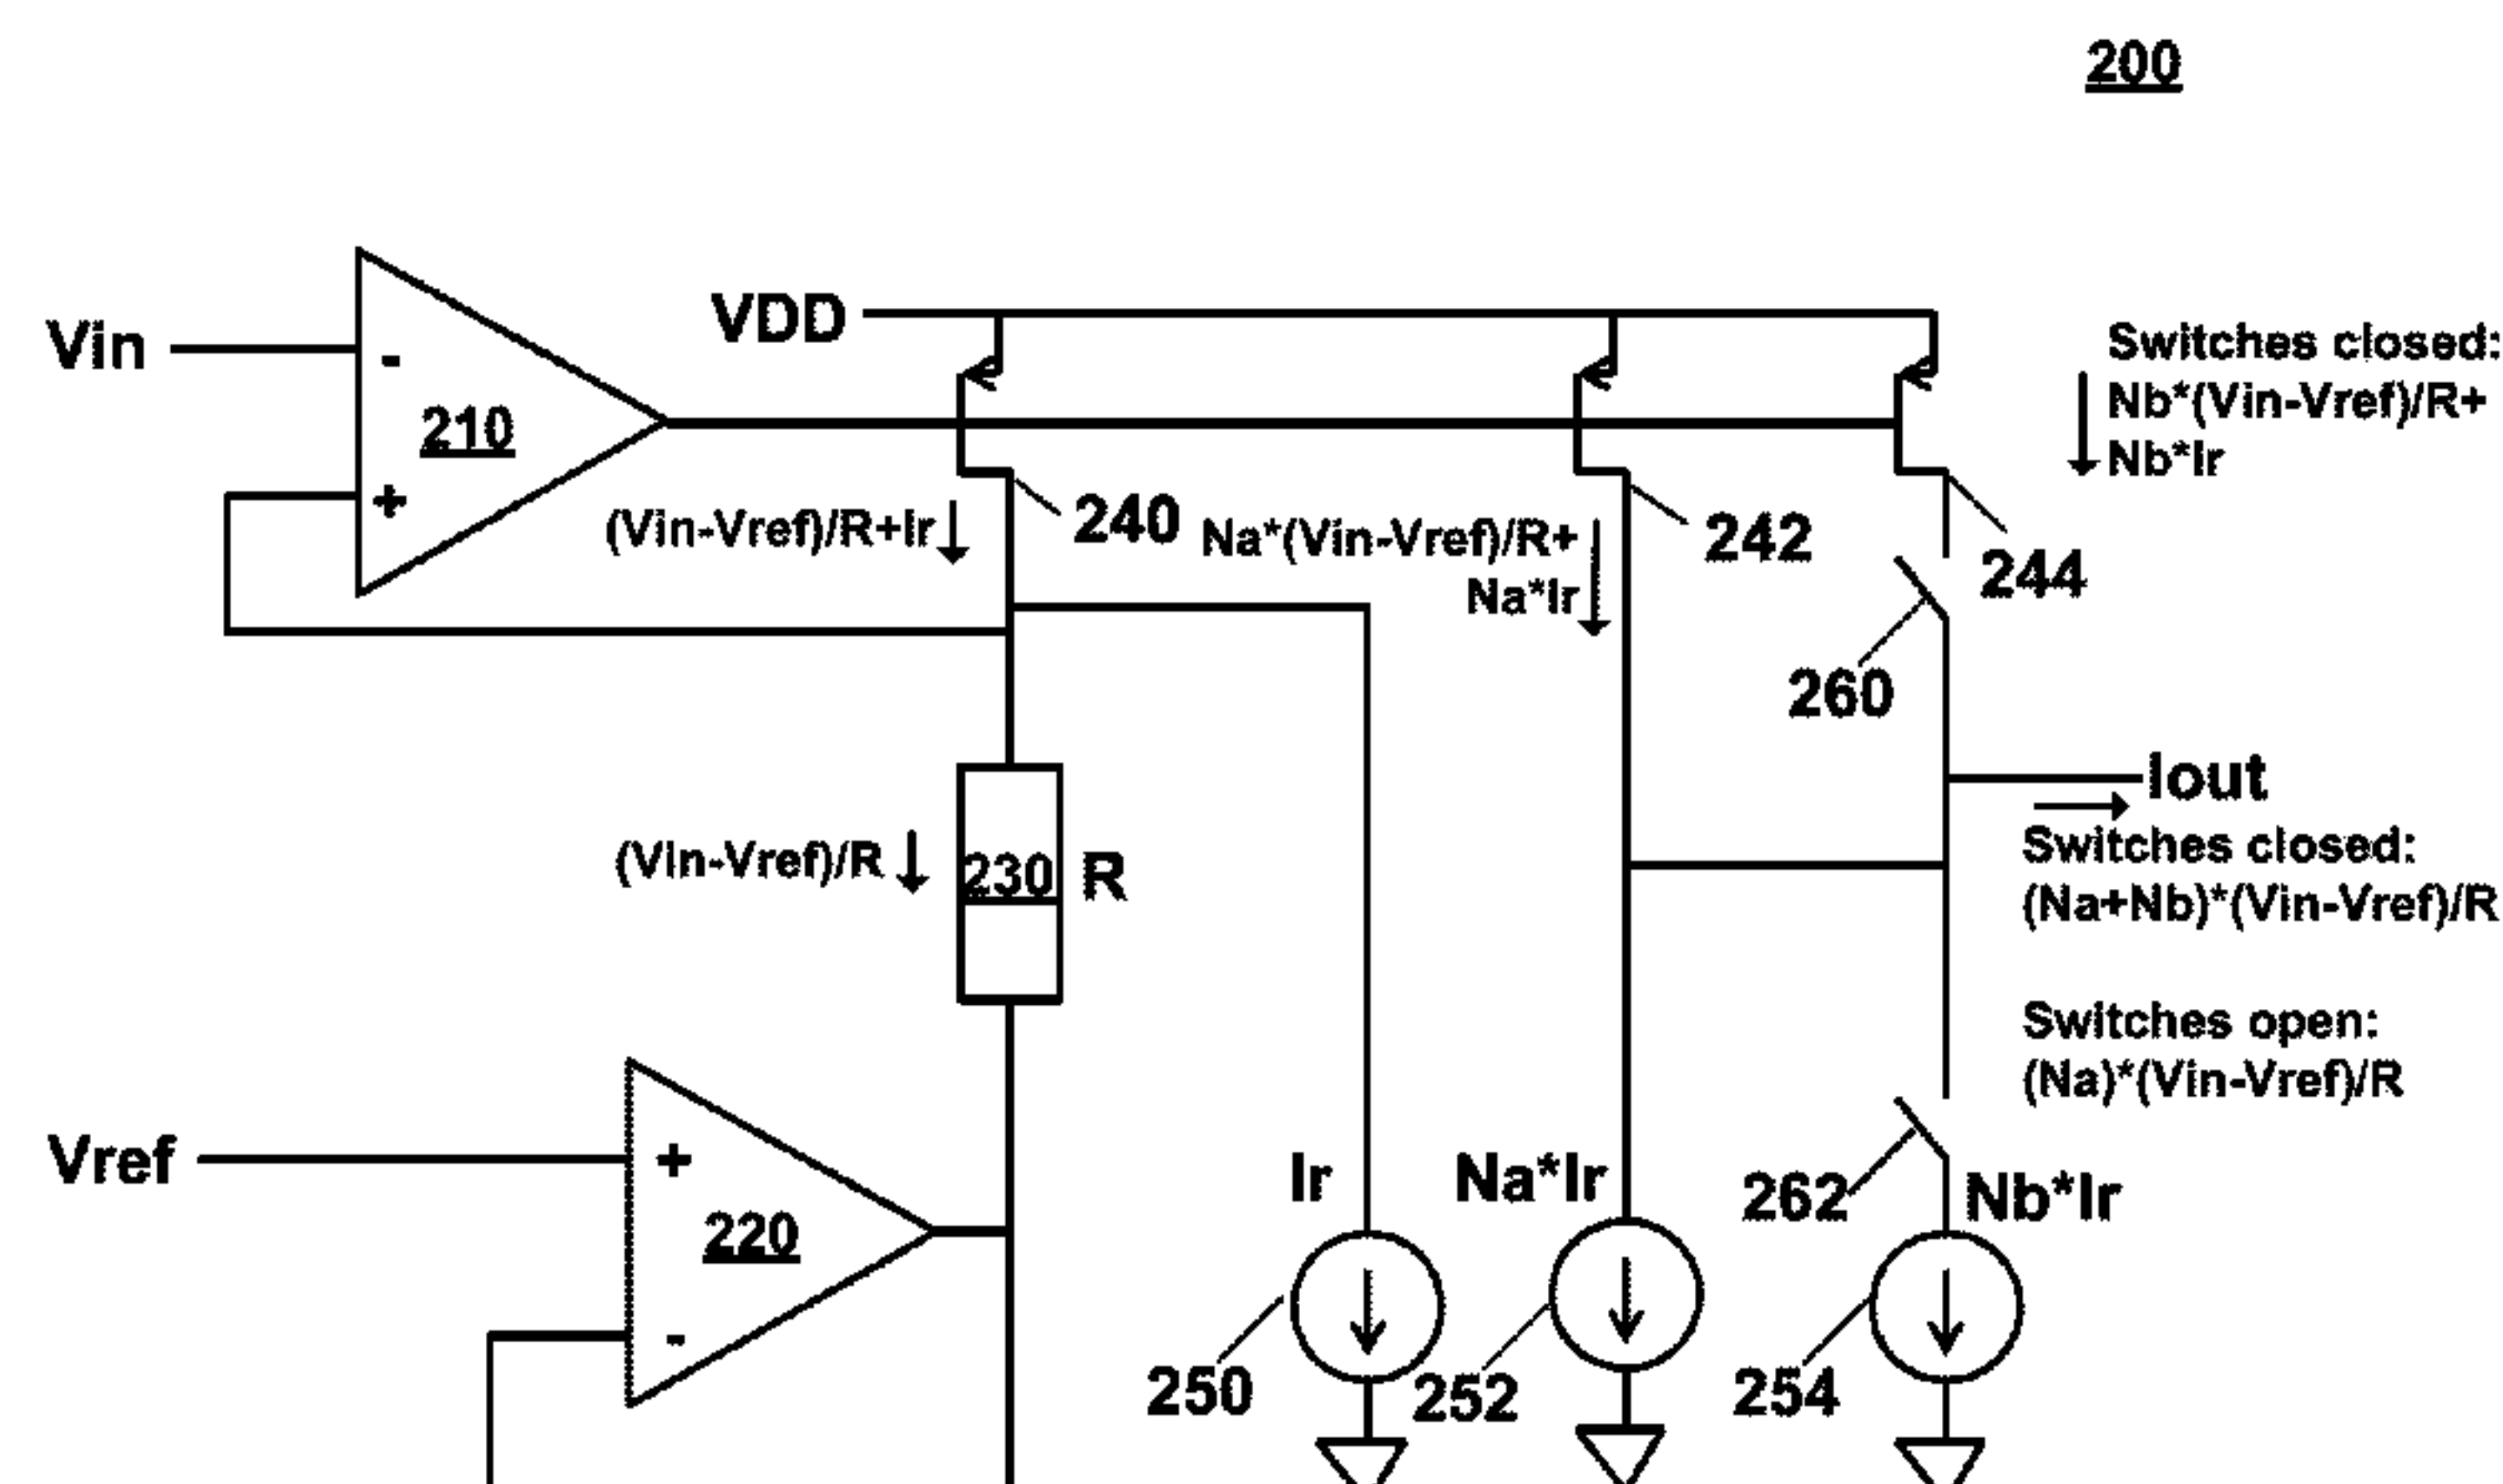 200
Vin
-
210
+
VDD
Switches closed:
Nb*(Vin-Vref)/R+
Nb*Ir
(Vin-Vref)/R+Ir
240
Na*(Vin-Vref)/R+
Na*Ir
242
244
260
Iout
Switches closed:
(Na+Nb)*(Vin-Vref)/R
(Vin-Vref)/R
230
R
Switches open:
(Na)*(Vin-Vref)/R
Vref
+
220
-
Ir
Na*Ir
262
Nb*Ir
250
252
254